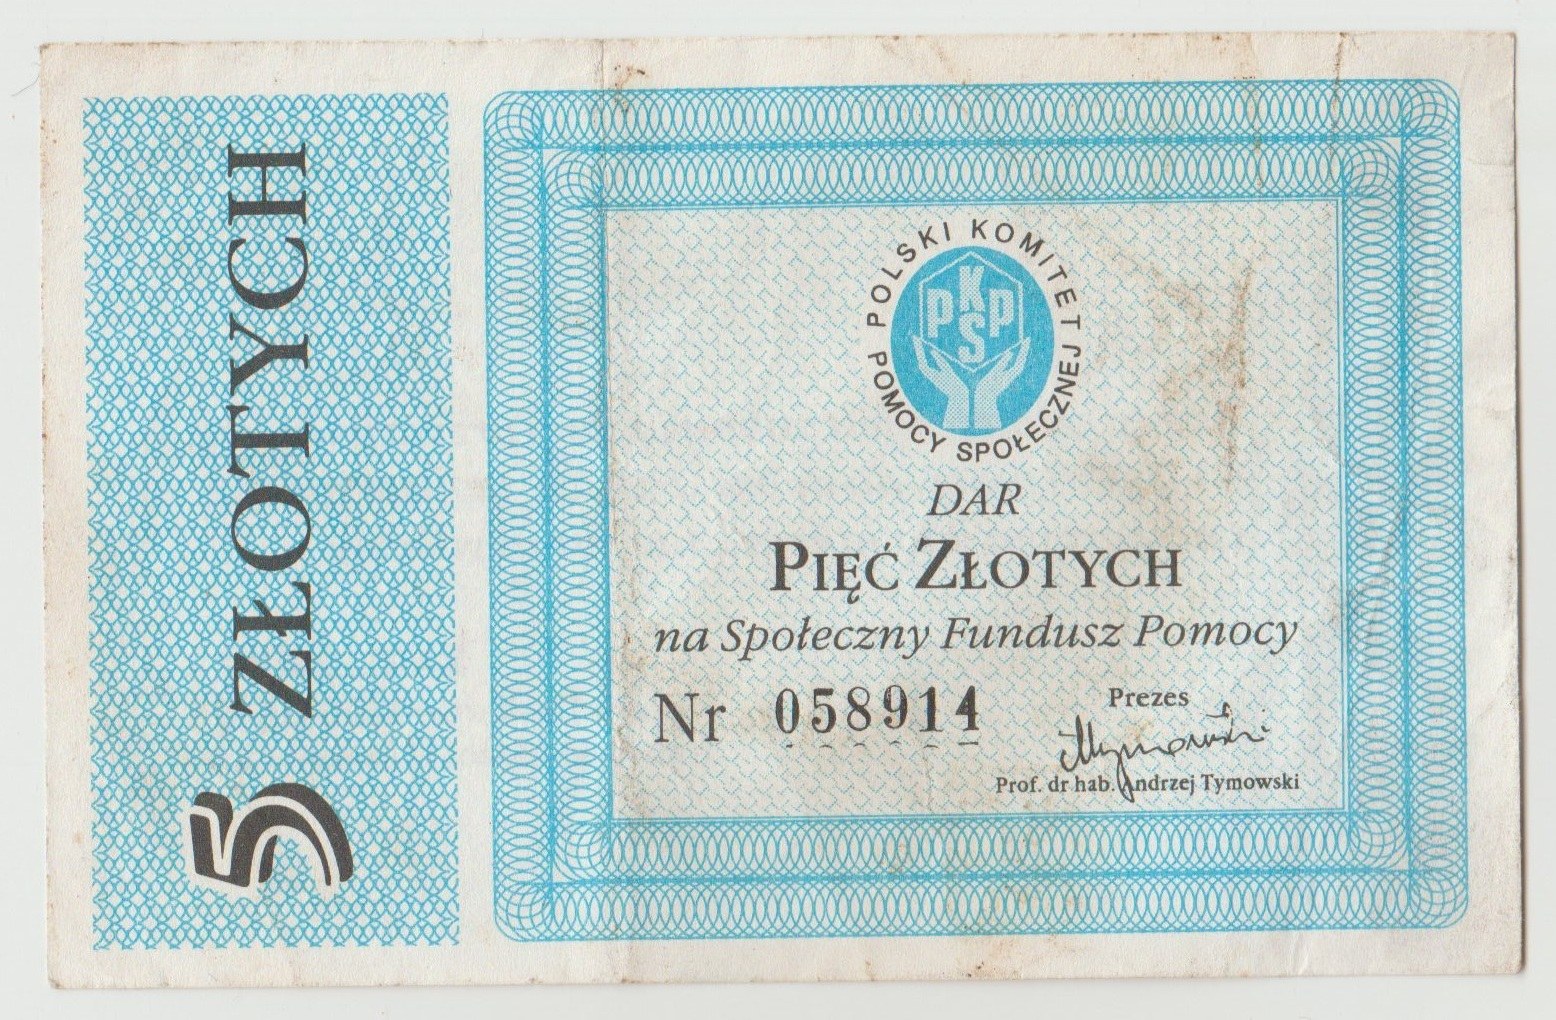 5 ZŁOTYCH
POLSKI KOMITET POMOCY SPOŁECZNEJ
PKPS
DAR
PIĘĆ ZŁOTYCH
na Społeczny Fundusz Pomocy
Nr 058914
Prezes
Prof. dr hab. Andrzej Tymowski